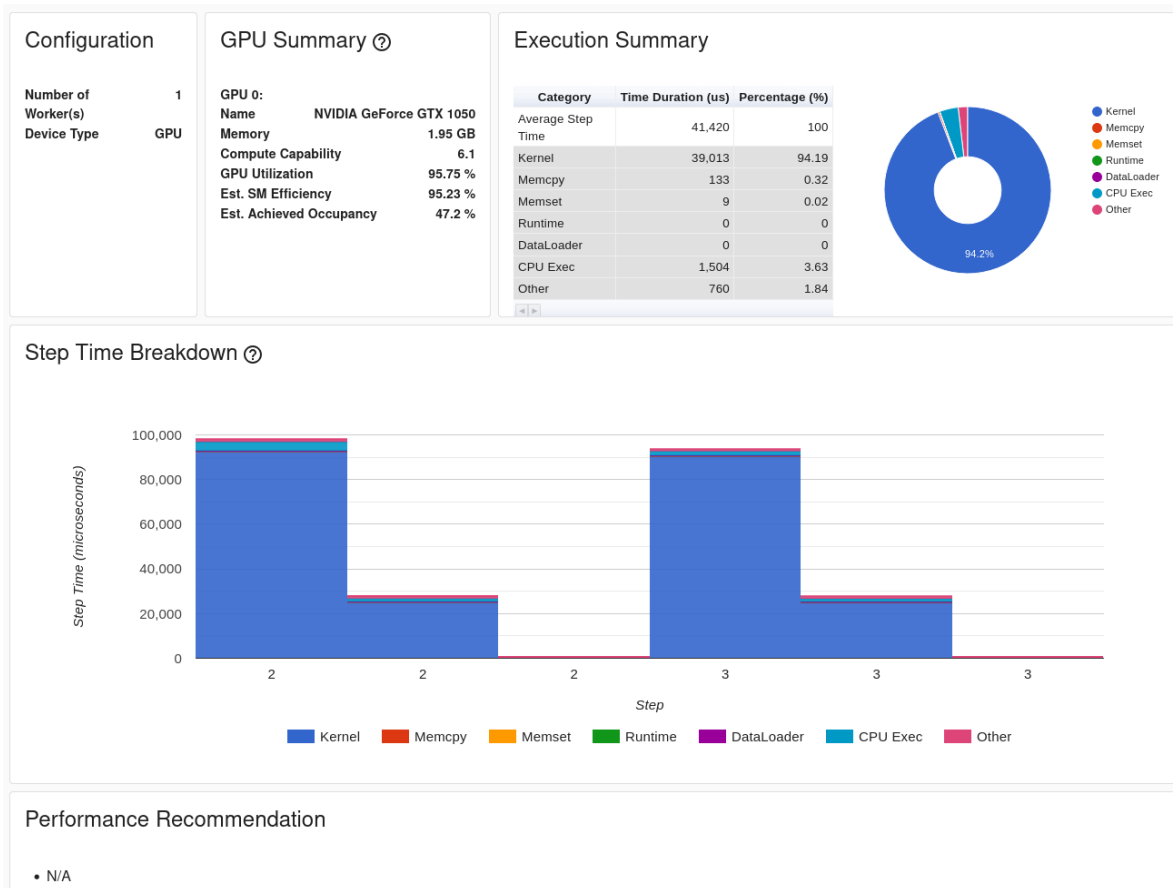 Configuration
Number of Worker(s) 1
Device Type GPU
GPU Summary ?
GPU 0:
Name NVIDIA GeForce GTX 1050
Memory 1.95 GB
Compute Capability 6.1
GPU Utilization 95.75 %
Est. SM Efficiency 95.23 %
Est. Achieved Occupancy 47.2 %
Execution Summary
Category Time Duration (us) Percentage (%)
Average Step Time 41,420 100
Kernel 39,013 94.19
Memcpy 133 0.32
Memset 9 0.02
Runtime 0 0
DataLoader 0 0
CPU Exec 1,504 3.63
Other 760 1.84
94.2%
Kernel
Memcpy
Memset
Runtime
DataLoader
CPU Exec
Other
Step Time Breakdown ?
Step Time (microseconds)
100,000
80,000
60,000
40,000
20,000
0
2 2 2 3 3 3
Step
Kernel Memcpy Memset Runtime DataLoader CPU Exec Other
Performance Recommendation
• N/A